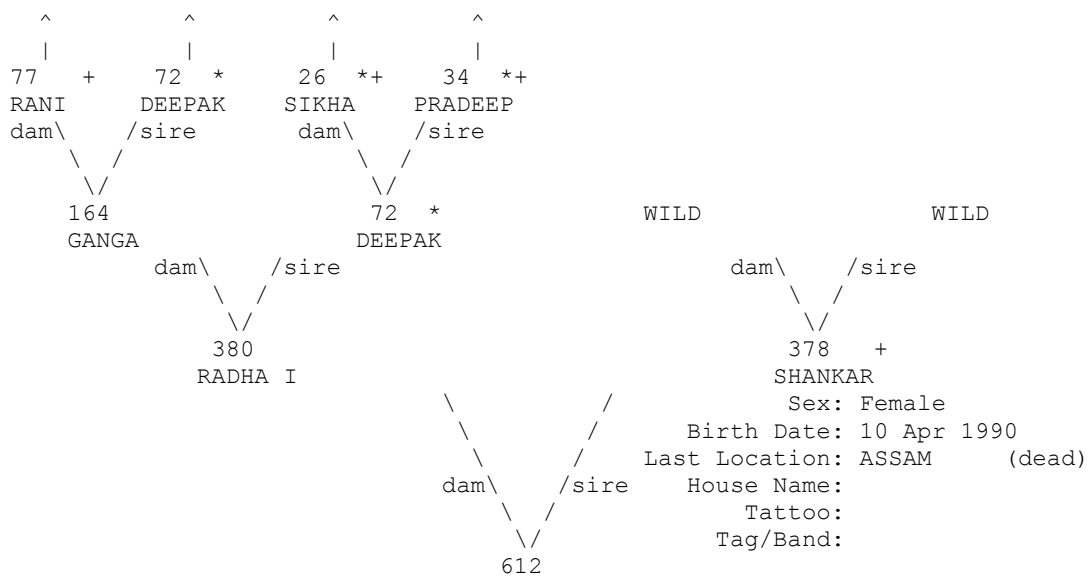 ^ ^ ^ ^
| | | |
77 + 72 * 26 *+ 34 *+
RANI DEEPAK SIKHA PRADEEP
dam\ /sire dam\ /sire
\ / \ /
\/ \/
164 72 * WILD WILD
GANGA DEEPAK
dam\ /sire dam\ /sire
\ / \ /
\/ \/
380 378 +
RADHA I SHANKAR
\ / Sex: Female
\ / Birth Date: 10 Apr 1990
\ / Last Location: ASSAM (dead)
dam\ /sire House Name:
\ / Tattoo:
\/ Tag/Band:
612